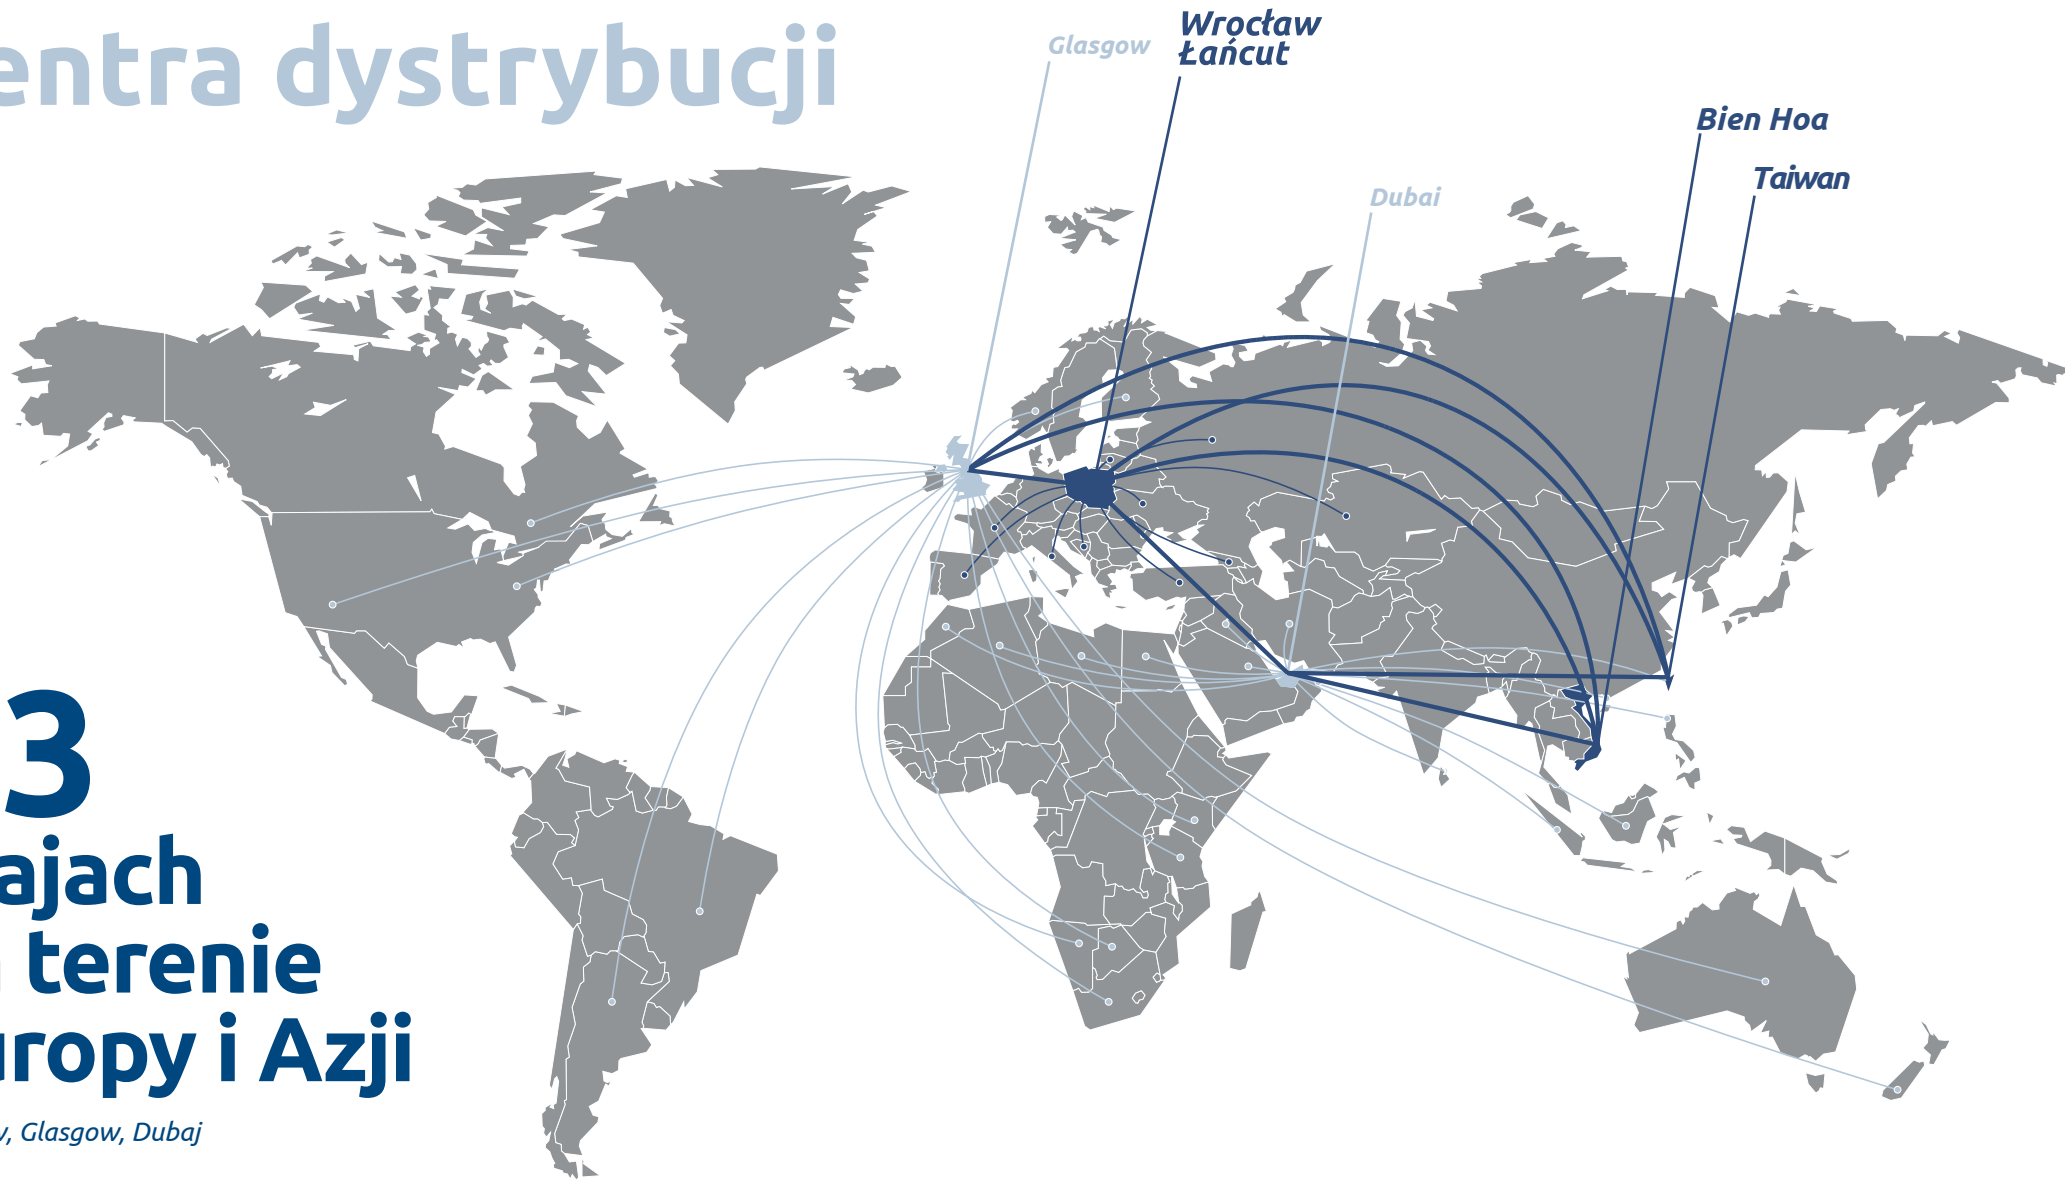 entra dystrybucji
Glasgow
Wrocław
Łańcut
Bien Hoa
Taiwan
Dubai
3
ajach
terenie
uropy i Azji
, Glasgow, Dubaj